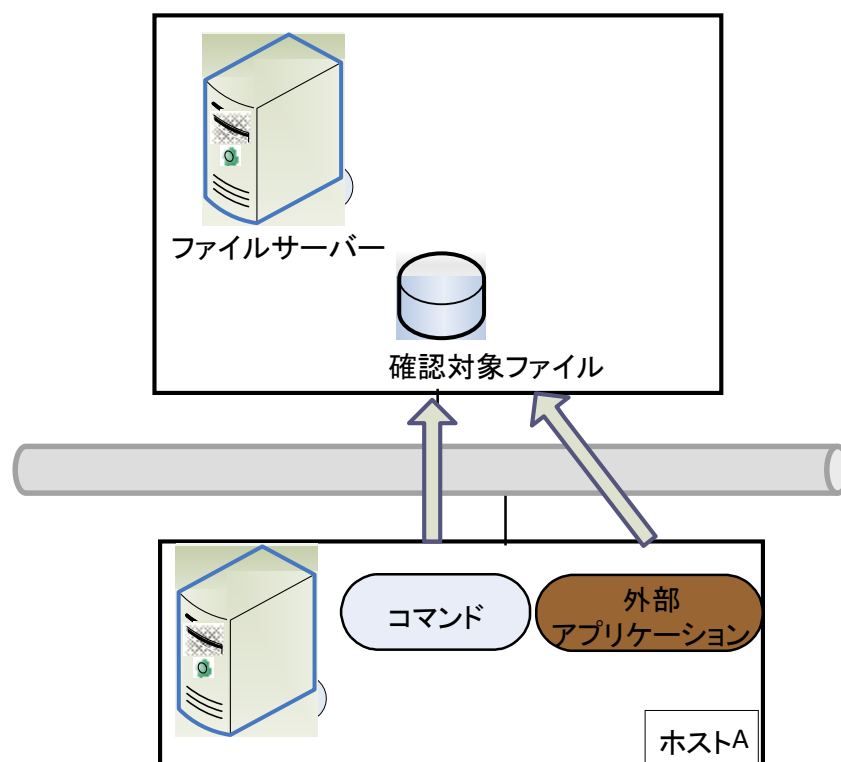 ファイルサーバー
確認対象ファイル
コマンド
外部
アプリケーション
ホストA